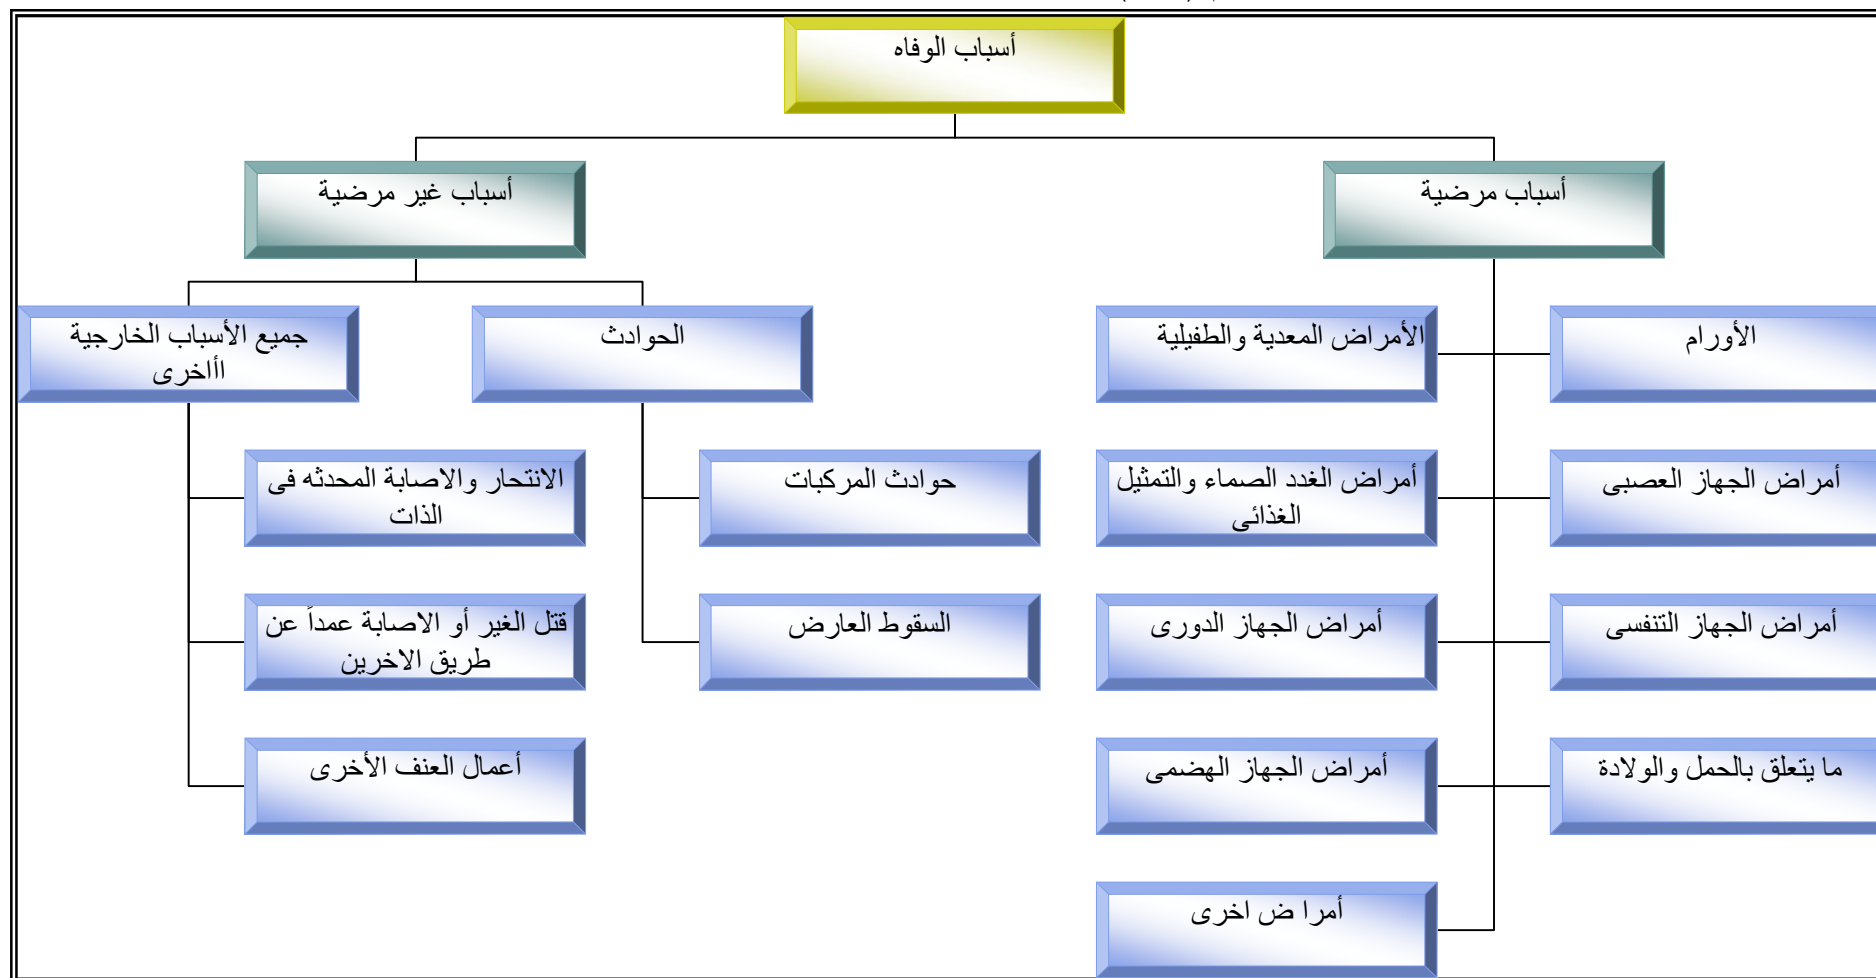 أسباب الوفاه
أسباب مرضية
أسباب غير مرضية
الأورام
الأمراض المعدية والطفيلية
الحوادث
جميع الأسباب الخارجية
اأاخرى
أمراض الجهاز العصبى
أمراض الغدد الصماء والتمثيل
الغذائى
حوادث المركبات
الانتحار والاصابة المحدثه فى
الذات
أمراض الجهاز التنفسى
أمراض الجهاز الدورى
السقوط العارض
قتل الغير أو الاصابة عمداً عن
طريق الاخرين
ما يتعلق بالحمل والولادة
أمراض الجهاز الهضمى
أعمال العنف الأخرى
أمرا ض اخرى